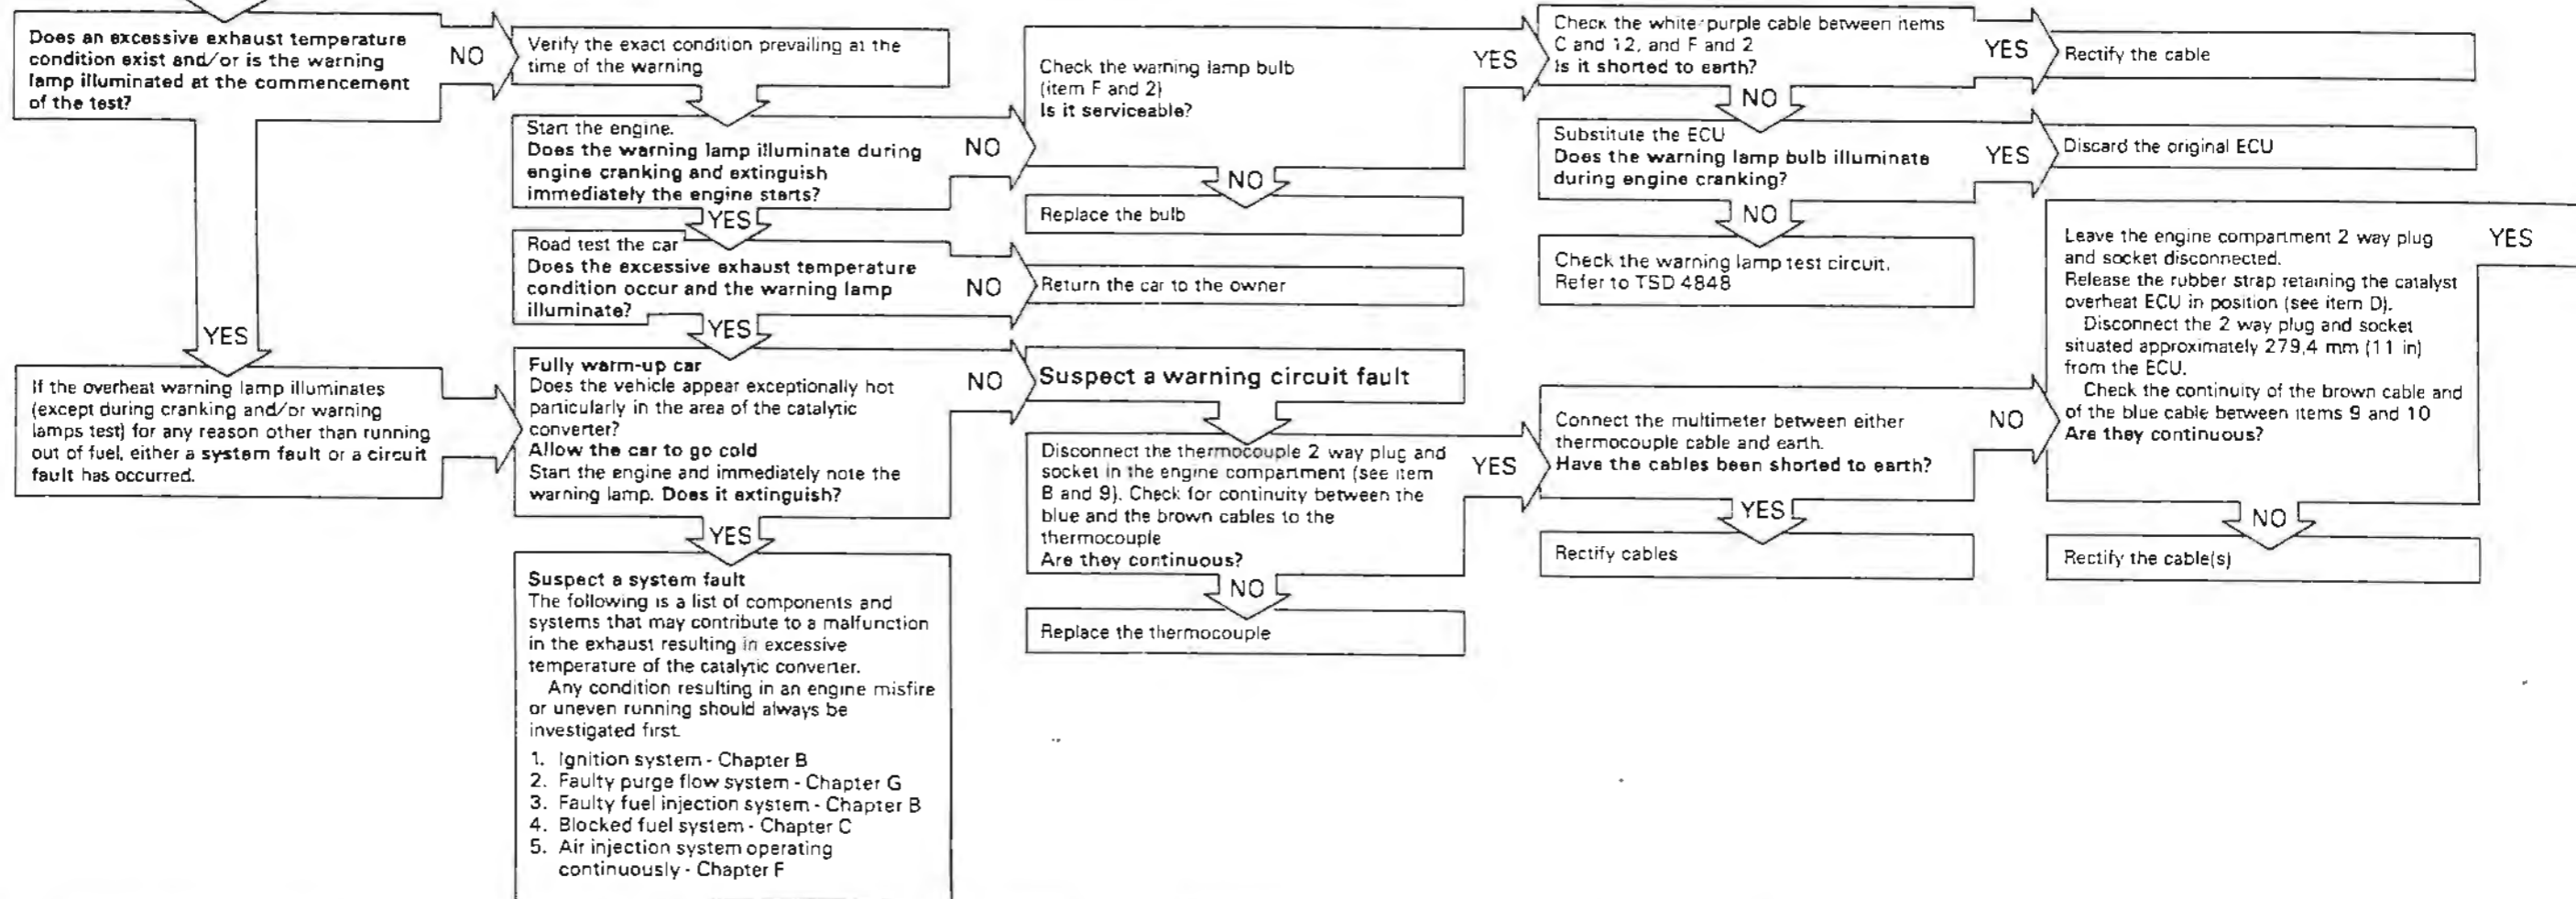 Does an excessive exhaust temperature
condition exist and/or is the warning
lamp illuminated at the commencement
of the test?
NO
YES
If the overheat warning lamp illuminates
(except during cranking and/or warning
lamps test) for any reason other than running
out of fuel, either a system fault or a circuit
fault has occurred.
Verify the exact condition prevailing at the
time of the warning
Start the engine.
Does the warning lamp illuminate during
engine cranking and extinguish
immediately the engine starts?
NO
YES
Road test the car
Does the excessive exhaust temperature
condition occur and the warning lamp
illuminate?
NO
YES
Fully warm-up car
Does the vehicle appear exceptionally hot
particularly in the area of the catalytic
converter?
Allow the car to go cold
Start the engine and immediately note the
warning lamp. Does it extinguish?
NO
YES
Suspect a system fault
The following is a list of components and
systems that may contribute to a malfunction
in the exhaust resulting in excessive
temperature of the catalytic converter.
Any condition resulting in an engine misfire
or uneven running should always be
investigated first.
1. Ignition system - Chapter B
2. Faulty purge flow system - Chapter G
3. Faulty fuel injection system - Chapter B
4. Blocked fuel system - Chapter C
5. Air injection system operating
continuously - Chapter F
Check the warning lamp bulb
(item F and 2)
Is it serviceable?
YES
NO
Replace the bulb
Return the car to the owner
Suspect a warning circuit fault
Disconnect the thermocouple 2 way plug and
socket in the engine compartment (see item
B and 9). Check for continuity between the
blue and the brown cables to the
thermocouple
Are they continuous?
YES
NO
Replace the thermocouple
Check the white/purple cable between items
C and 12, and F and 2
Is it shorted to earth?
YES
NO
Rectify the cable
Substitute the ECU
Does the warning lamp bulb illuminate
during engine cranking?
YES
NO
Discard the original ECU
Check the warning lamp test circuit.
Refer to TSD 4848
Connect the multimeter between either
thermocouple cable and earth.
Have the cables been shorted to earth?
NO
YES
Rectify cables
Leave the engine compartment 2 way plug
and socket disconnected.
Release the rubber strap retaining the catalyst
overheat ECU in position (see item D).
Disconnect the 2 way plug and socket
situated approximately 279,4 mm (11 in)
from the ECU.
Check the continuity of the brown cable and
of the blue cable between items 9 and 10
Are they continuous?
YES
NO
Rectify the cable(s)